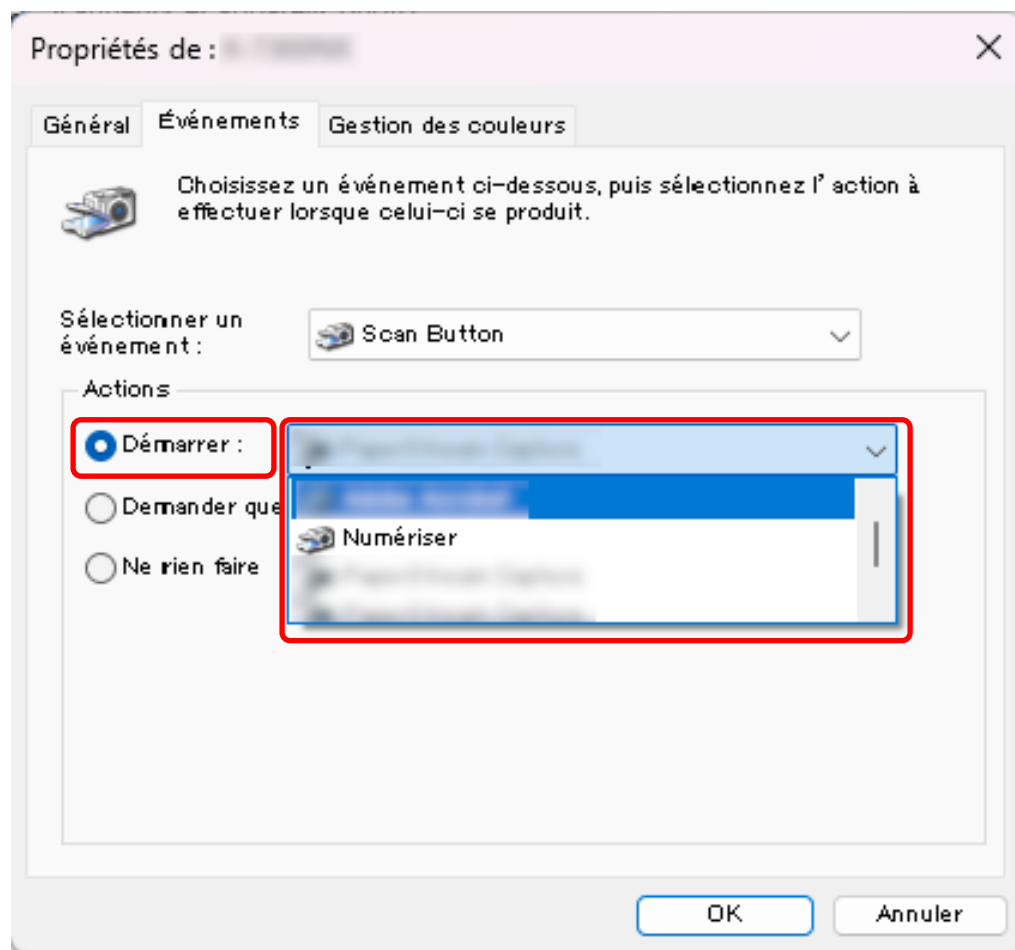 Propriétés de :
Général
Événements
Gestion des couleurs
Choisissez un événement ci-dessous, puis sélectionnez l'action à
effectuer lorsque celui-ci se produit.
Sélectionner un
événement :
Scan Button
Actions
Démarrer :
Demander que
Numériser
Ne rien faire
OK
Annuler